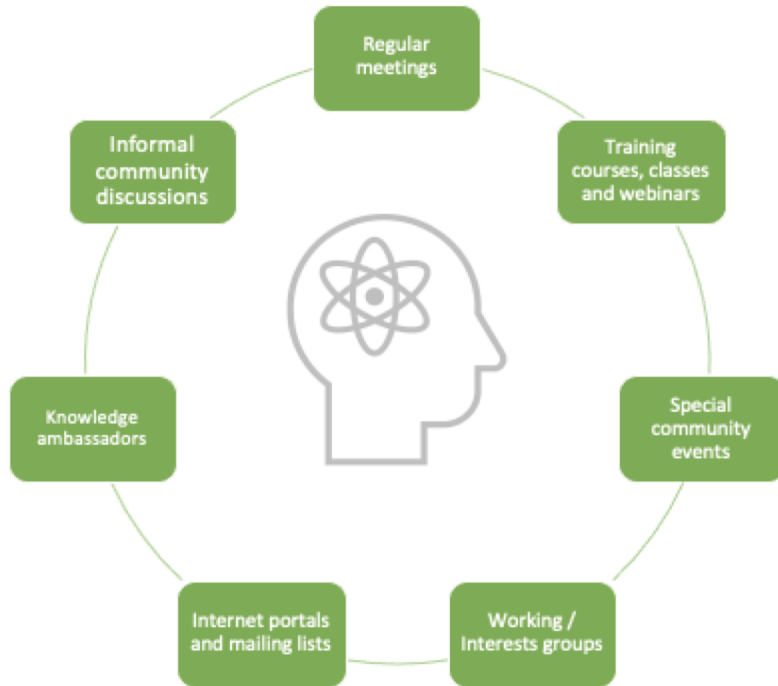 Regular
meetings
Training
courses, classes
and webinars
Special
community
events
Working /
Interests groups
Internet portals
and mailing lists
Knowledge
ambassadors
Informal
community
discussions